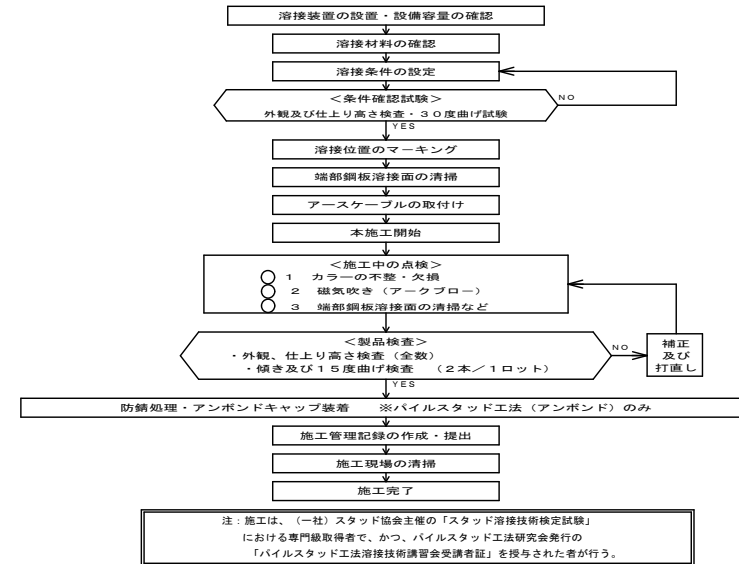 溶接装置の設置・設備容量の確認
溶接材料の確認
溶接条件の設定
＜条件確認試験＞
外観及び仕上り高さ検査・３０度曲げ試験
ＮＯ
ＹＥＳ
溶接位置のマーキング
端部鋼板溶接面の清掃
アースケーブルの取付け
本施工開始
＜施工中の点検＞
１　カラーの不整・欠損
２　磁気吹き（アークブロー）
３　端部鋼板溶接面の清掃など
＜製品検査＞
・外観、仕上り高さ検査（全数）
・傾き及び１５度曲げ検査　（２本／１ロット）
ＮＯ
補正
及び
打直し
ＹＥＳ
防錆処理・アンボンドキャップ装着　※パイルスタッド工法（アンボンド）のみ
施工管理記録の作成・提出
施工現場の清掃
施工完了
注：施工は、（一社）スタッド協会主催の「スタッド溶接技術検定試験」
における専門級取得者で、かつ、パイルスタッド工法研究会発行の
「パイルスタッド工法溶接技術講習会受講者証」を授与された者が行う。